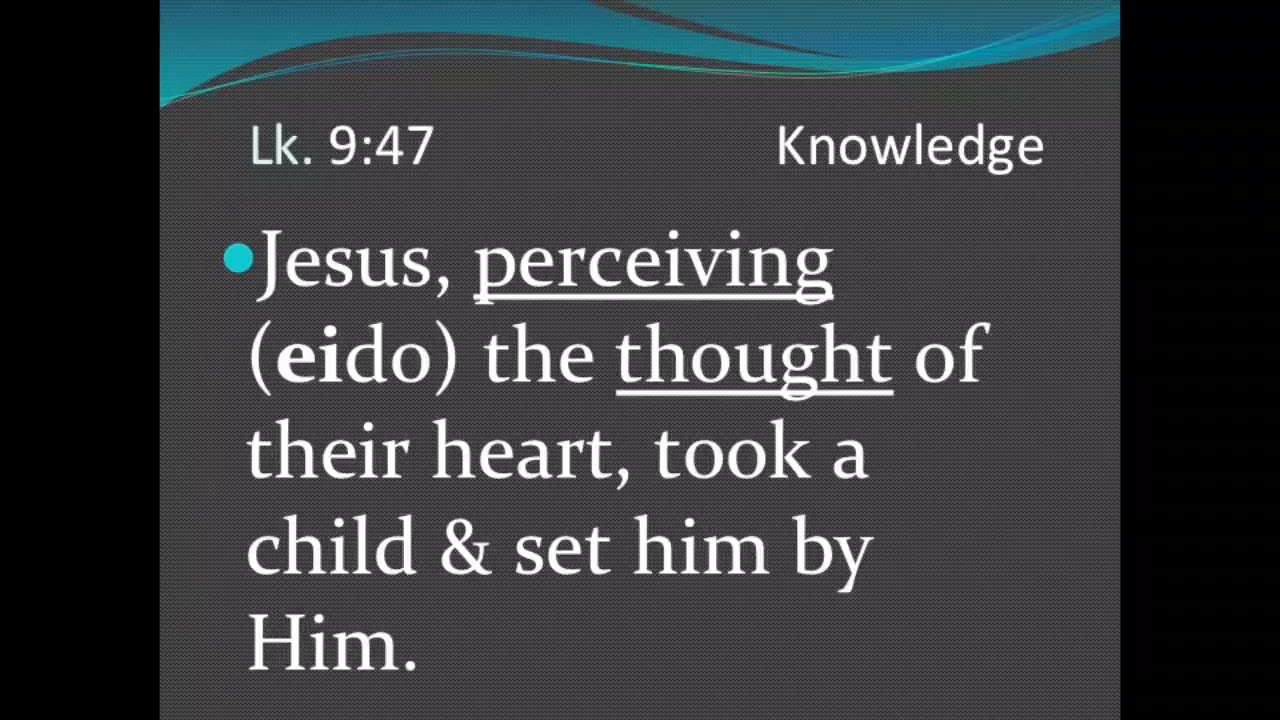 Lk. 9:47 Knowledge
•Jesus, perceiving
(eido) the thought of
their heart, took a
child & set him by
Him.